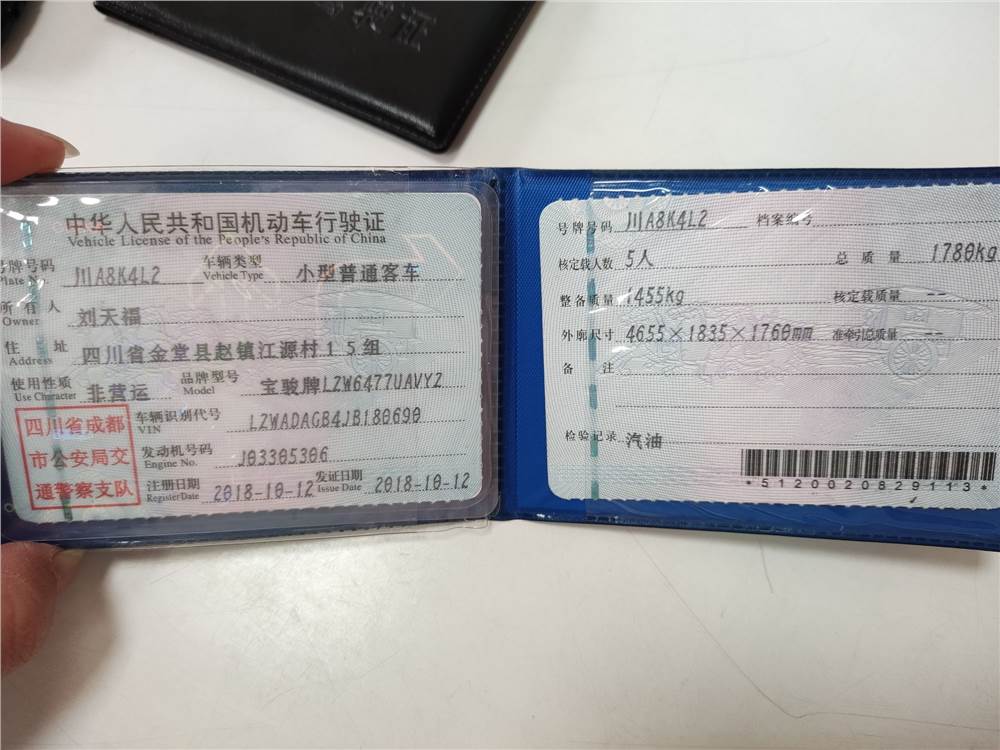 驶证
中华人民共和国机动车行驶证
Vehicle License of the People's Republic of China
号牌号码 川A8K4L2 车辆类型 小型普通客车
Plate No. Vehicle Type
所有人 刘天福
Owner
住址 四川省金堂县赵镇江源村15组
Address
使用性质 非营运 品牌型号 宝骏牌LZW6477UAVYZ
Use Character Model
四川省成都
市公安局交
通警察支队
车辆识别代号 LZWADAGB4JB180690
VIN
发动机号码 J03305306
Engine No.
注册日期 2018-10-12 发证日期 2018-10-12
Register Date Issue Date
号牌号码 川A8K4L2 档案编号
核定载人数 5人 总质量 1780kg
整备质量 1455kg 核定载质量 --
外廓尺寸 4655×1835×1760mm 准牵引总质量 --
备注
检验记录 汽油
*5120020829113*